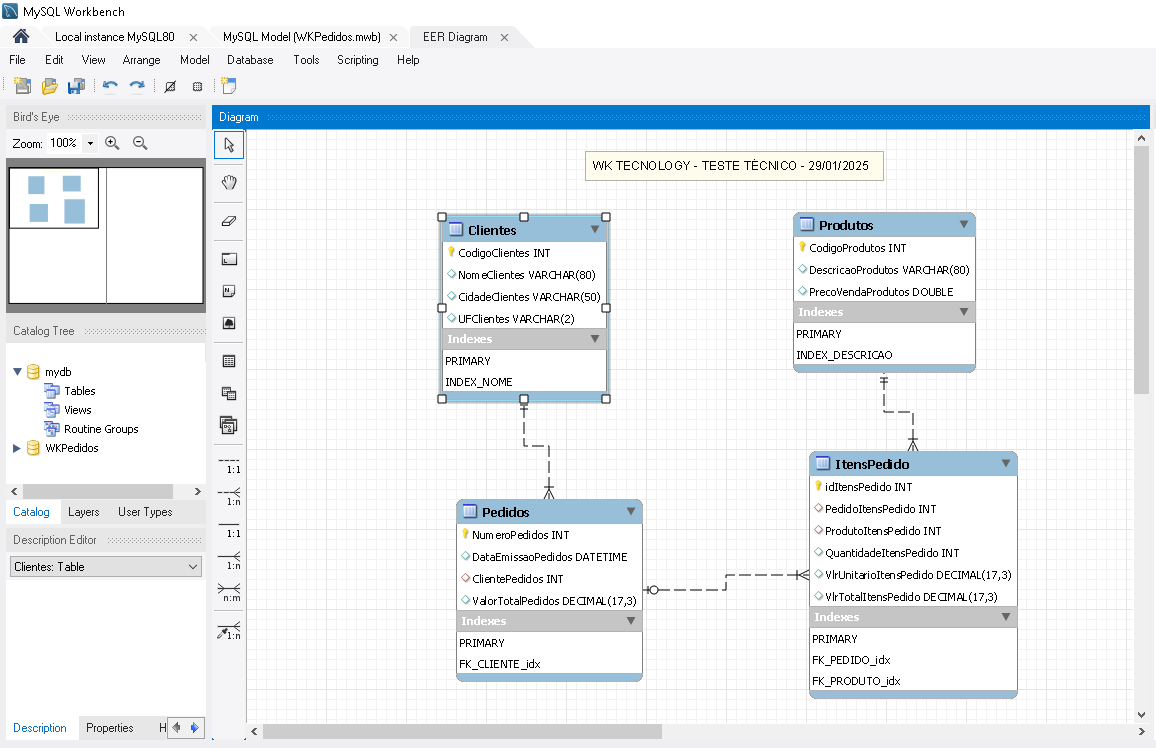 MySQL Workbench
Local instance MySQL80
MySQL Model (WKPedidos.mwb)
EER Diagram
File Edit View Arrange Model Database Tools Scripting Help
Bird's Eye
Zoom: 100%
Catalog Tree
mydb
Tables
Views
Routine Groups
WKPedidos
Catalog Layers User Types
Description Editor
Clientes: Table
Description Properties H
1:1
1:n
1:1
1:n
n:m
1:n
Diagram
WK TECNOLOGY - TESTE TÈCNICO - 29/01/2025
Clientes
CodigoClientes INT
NomeClientes VARCHAR(80)
CidadeClientes VARCHAR(50)
UFClientes VARCHAR(2)
Indexes
PRIMARY
INDEX_NOME
Produtos
CodigoProdutos INT
DescricaoProdutos VARCHAR(80)
PrecoVendaProdutos DOUBLE
Indexes
PRIMARY
INDEX_DESCRICAO
Pedidos
NumeroPedidos INT
DataEmissaoPedidos DATETIME
ClientePedidos INT
ValorTotalPedidos DECIMAL(17,3)
Indexes
PRIMARY
FK_CLIENTE_idx
ItensPedido
idItensPedido INT
PedidoItensPedido INT
ProdutoItensPedido INT
QuantidadeItensPedido INT
VlrUnitarioItensPedido DECIMAL(17,3)
VlrTotalItensPedido DECIMAL(17,3)
Indexes
PRIMARY
FK_PEDIDO_idx
FK_PRODUTO_idx